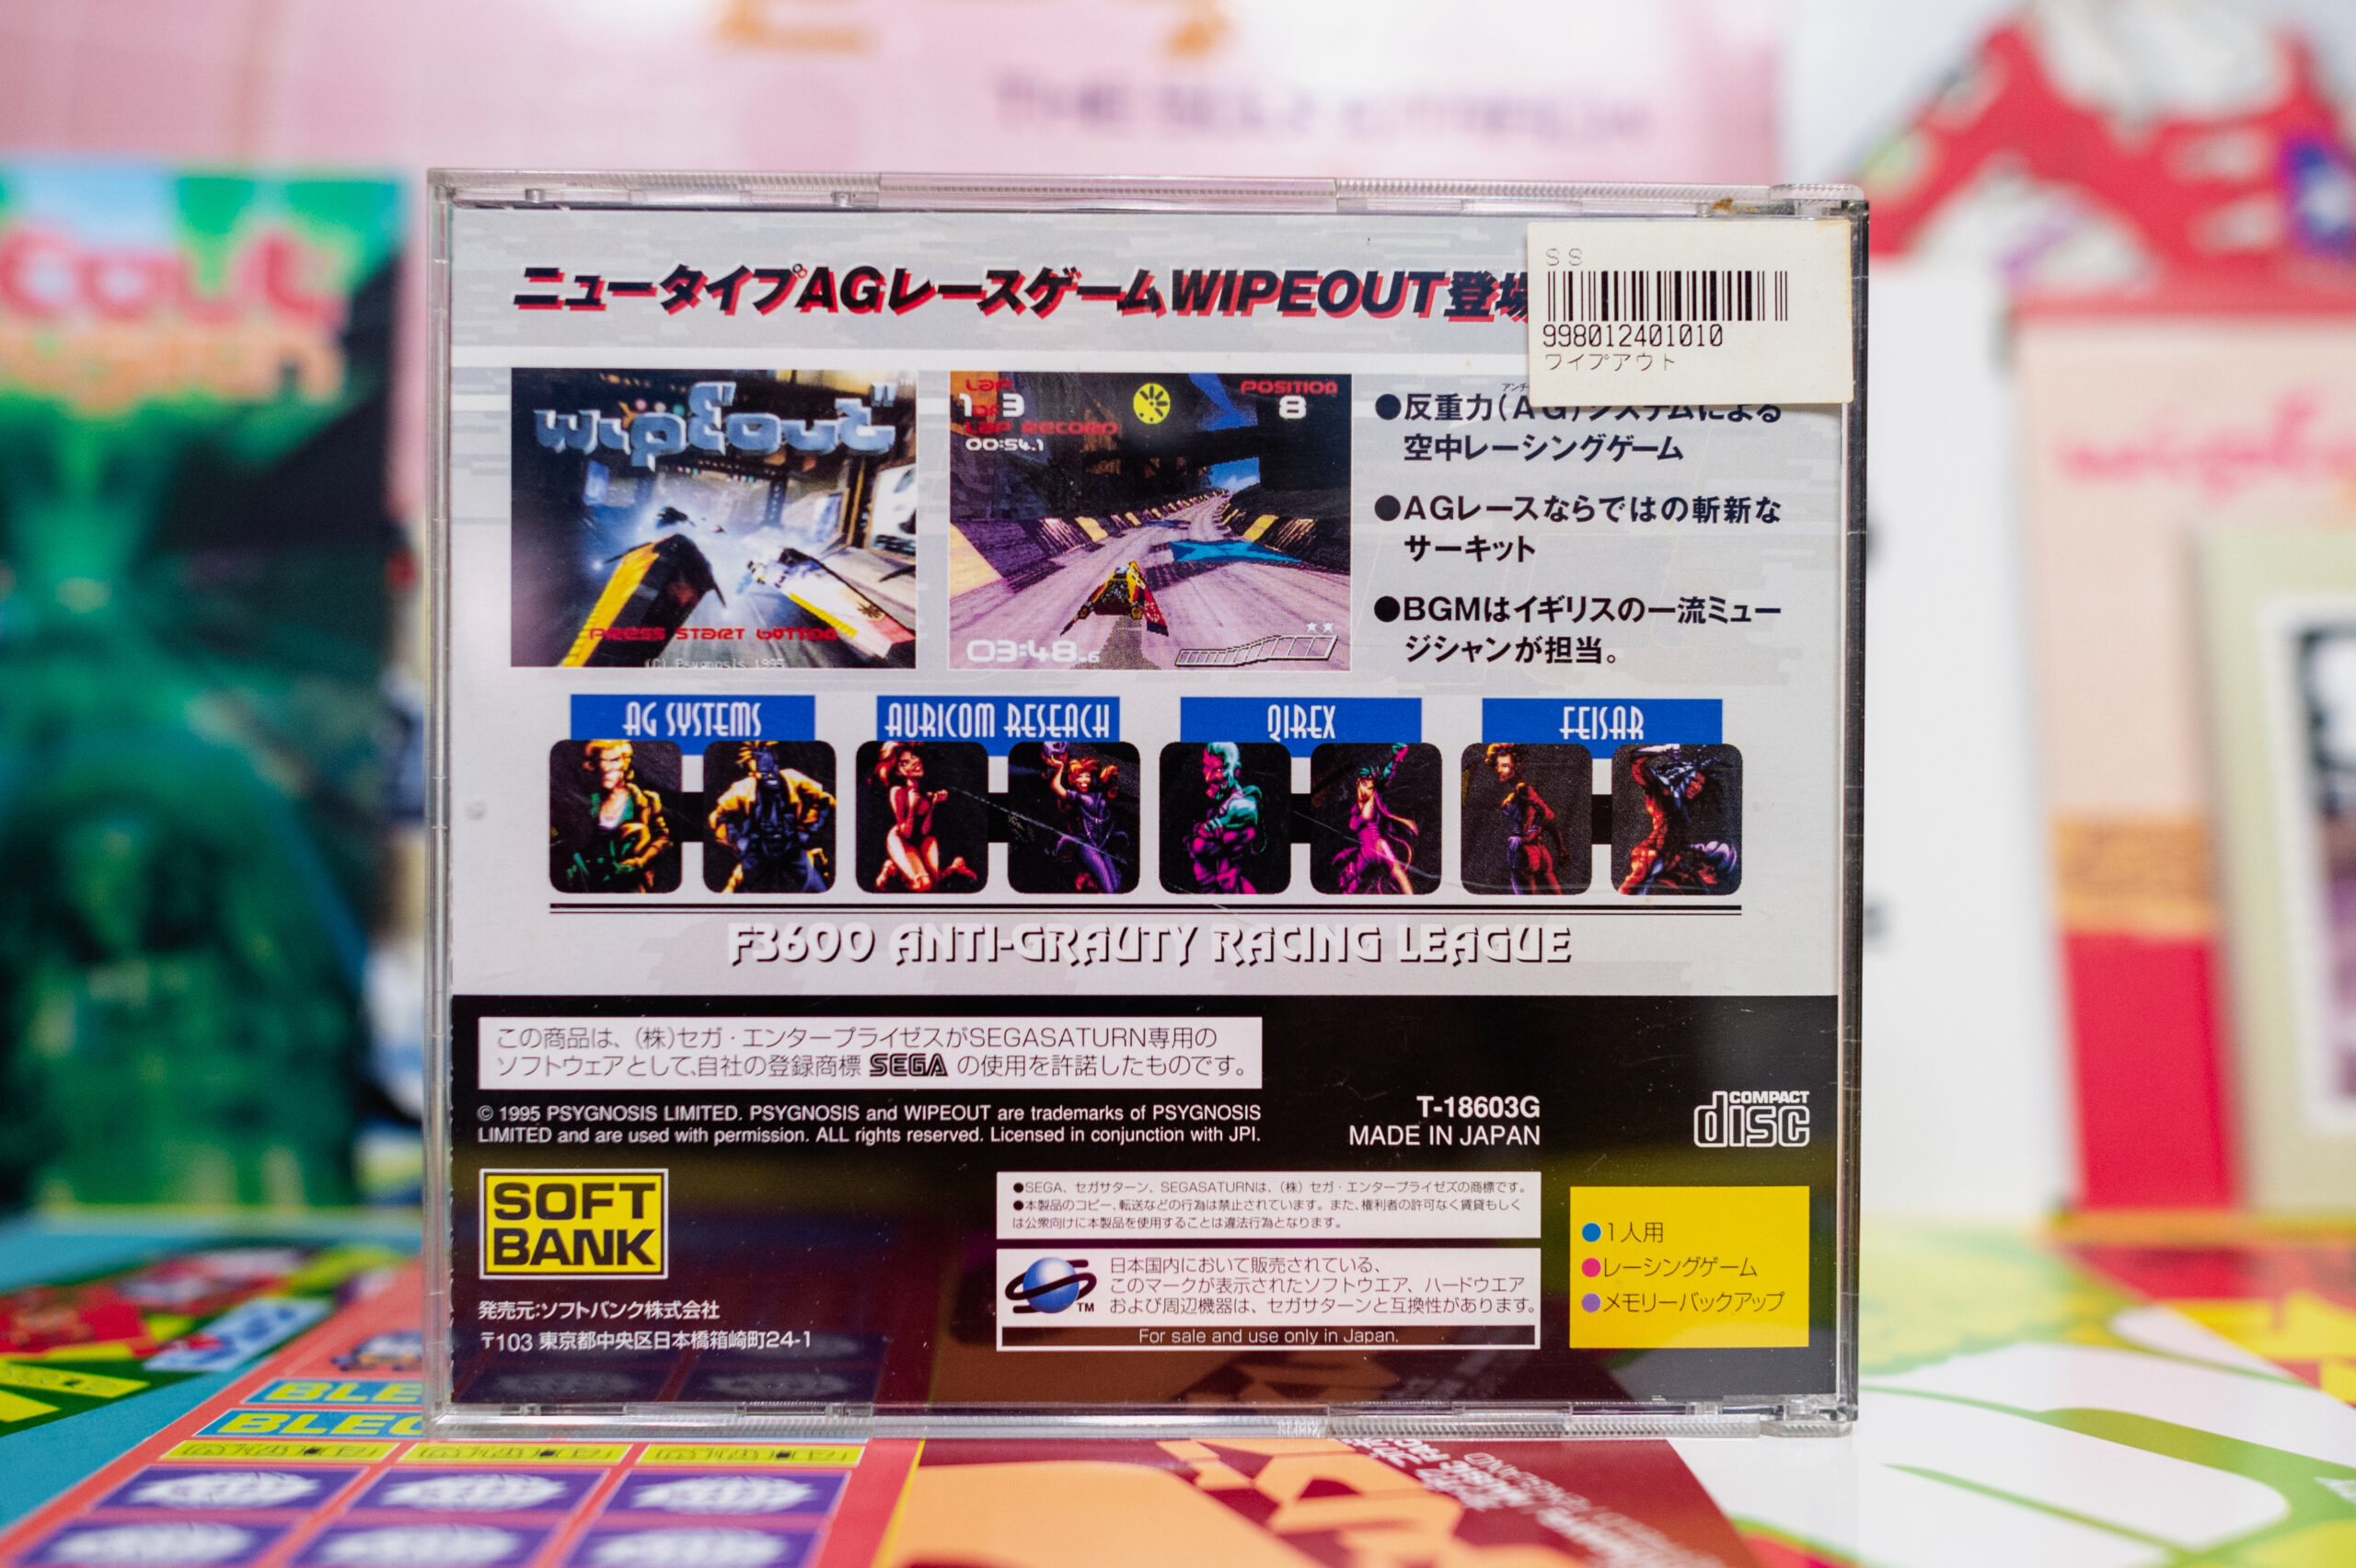 ニュータイプAGレースゲームWIPEOUT登場
SS
998012401010
ワイプアウト
wipEout"
PRESS START BUTTON
(C) Psygnosis 1995
LAP
1 OF 3
LAP RECORD
00:54.1
POSITION
8
03:48.6
●反重力(AG)システムによる
空中レーシングゲーム
●AGレースならではの斬新な
サーキット
●BGMはイギリスの一流ミュー
ジシャンが担当。
AG SYSTEMS
AURICOM RESEACH
QIREX
FEISAR
F3600 ANTI-GRAUTY RACING LEAGUE
この商品は、(株)セガ・エンタープライゼスがSEGASATURN専用の
ソフトウェアとして、自社の登録商標 SEGA の使用を許諾したものです。
© 1995 PSYGNOSIS LIMITED. PSYGNOSIS and WIPEOUT are trademarks of PSYGNOSIS
LIMITED and are used with permission. ALL rights reserved. Licensed in conjunction with JPI.
T-18603G
MADE IN JAPAN
COMPACT
disc
SOFT
BANK
発売元:ソフトバンク株式会社
〒103 東京都中央区日本橋箱崎町24-1
●SEGA、セガサターン、SEGASATURNは、(株)セガ・エンタープライゼズの商標です。
●本製品のコピー、転送などの行為は禁止されています。また、権利者の許可なく賃貸もしく
は公衆向けに本製品を使用することは違法行為となります。
TM
日本国内において販売されている、
このマークが表示されたソフトウエア、ハードウエア
および周辺機器は、セガサターンと互換性があります。
For sale and use only in Japan.
●1人用
●レーシングゲーム
●メモリーバックアップ